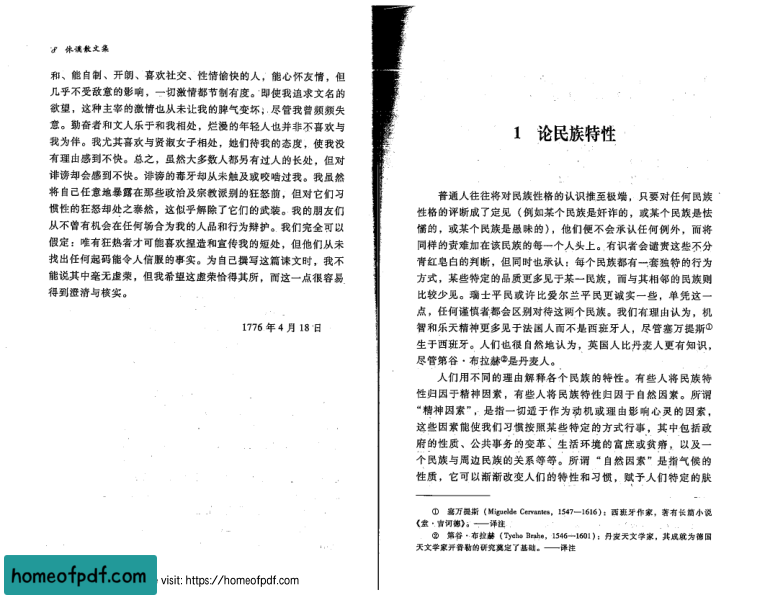 8 休谟散文集
和、能自制、开朗、喜欢社交、性情愉快的人，能心怀友情，但
几乎不受敌意的影响，一切激情都节制有度。即使我追求文名的
欲望，这种主宰的激情也从未让我的脾气变坏；尽管我曾频频失
意。勤奋者和文人乐于和我相处，烂漫的年轻人也并非不喜欢与
我为伴。我尤其喜欢与贤淑女子相处，她们待我的态度，使我没
有理由感到不快。总之，虽然大多数人都另有过人的长处，但对
诽谤却会感到不快。诽谤的毒牙却从未触及或咬啮过我。我虽然
将自己任意地暴露在那些政治及宗教派别的狂怒前，但对它们习
惯性的狂怒却处之泰然，这似乎解除了它们的武装。我的朋友们
从不曾有机会在任何场合为我的人品和行为辩护。我们完全可以
假定：唯有狂热者才可能喜欢捏造和宣传我的短处，但他们从未
找出任何起码能令人信服的事实。为自己撰写这篇诔文时，我不
能说其中毫无虚荣，但我希望这虚荣恰得其所，而这一点很容易
得到澄清与核实。
1776 年 4 月 18 日
1 论民族特性
普通人往往将对民族性格的认识推至极端，只要对任何民族
性格的评断成了定见（例如某个民族是奸诈的，或某个民族是怯
懦的，或某个民族是愚昧的），他们便不会承认任何例外，而将
同样的责难加在该民族的每一个人头上。有识者会谴责这些不分
青红皂白的判断，但同时也承认：每个民族都有一套独特的行为
方式，某些特定的品质更多见于某一民族，而与其相邻的民族则
比较少见。瑞士平民或许比爱尔兰平民更诚实一些，单凭这一
点，任何谨慎者都会区别对待这两个民族。我们有理由认为，机
智和乐天精神更多见于法国人而不是西班牙人，尽管塞万提斯①
生于西班牙。人们也很自然地认为，英国人比丹麦人更有知识，
尽管第谷·布拉赫②是丹麦人。
人们用不同的理由解释各个民族的特性。有些人将民族特
性归因于精神因素，有些人将民族特性归因于自然因素。所谓
“精神因素”，是指一切适于作为动机或理由影响心灵的因素，
这些因素能使我们习惯按照某些特定的方式行事，其中包括政
府的性质、公共事务的变革、生活环境的富庶或贫瘠，以及一
个民族与周边民族的关系等等。所谓“自然因素”是指气候的
性质，它可以渐渐改变人们的特性和习惯，赋予人们特定的肤
① 塞万提斯（Miguelde Cervantes，1547—1616）：西班牙作家，著有长篇小说
《堂·吉诃德》。——译注
② 第谷·布拉赫（Tycho Brahe，1546—1601）：丹麦天文学家，其成就为德国
天文学家开普勒的研究奠定了基础。——译注
homeofpdf.com
visit: https://homeofpdf.com